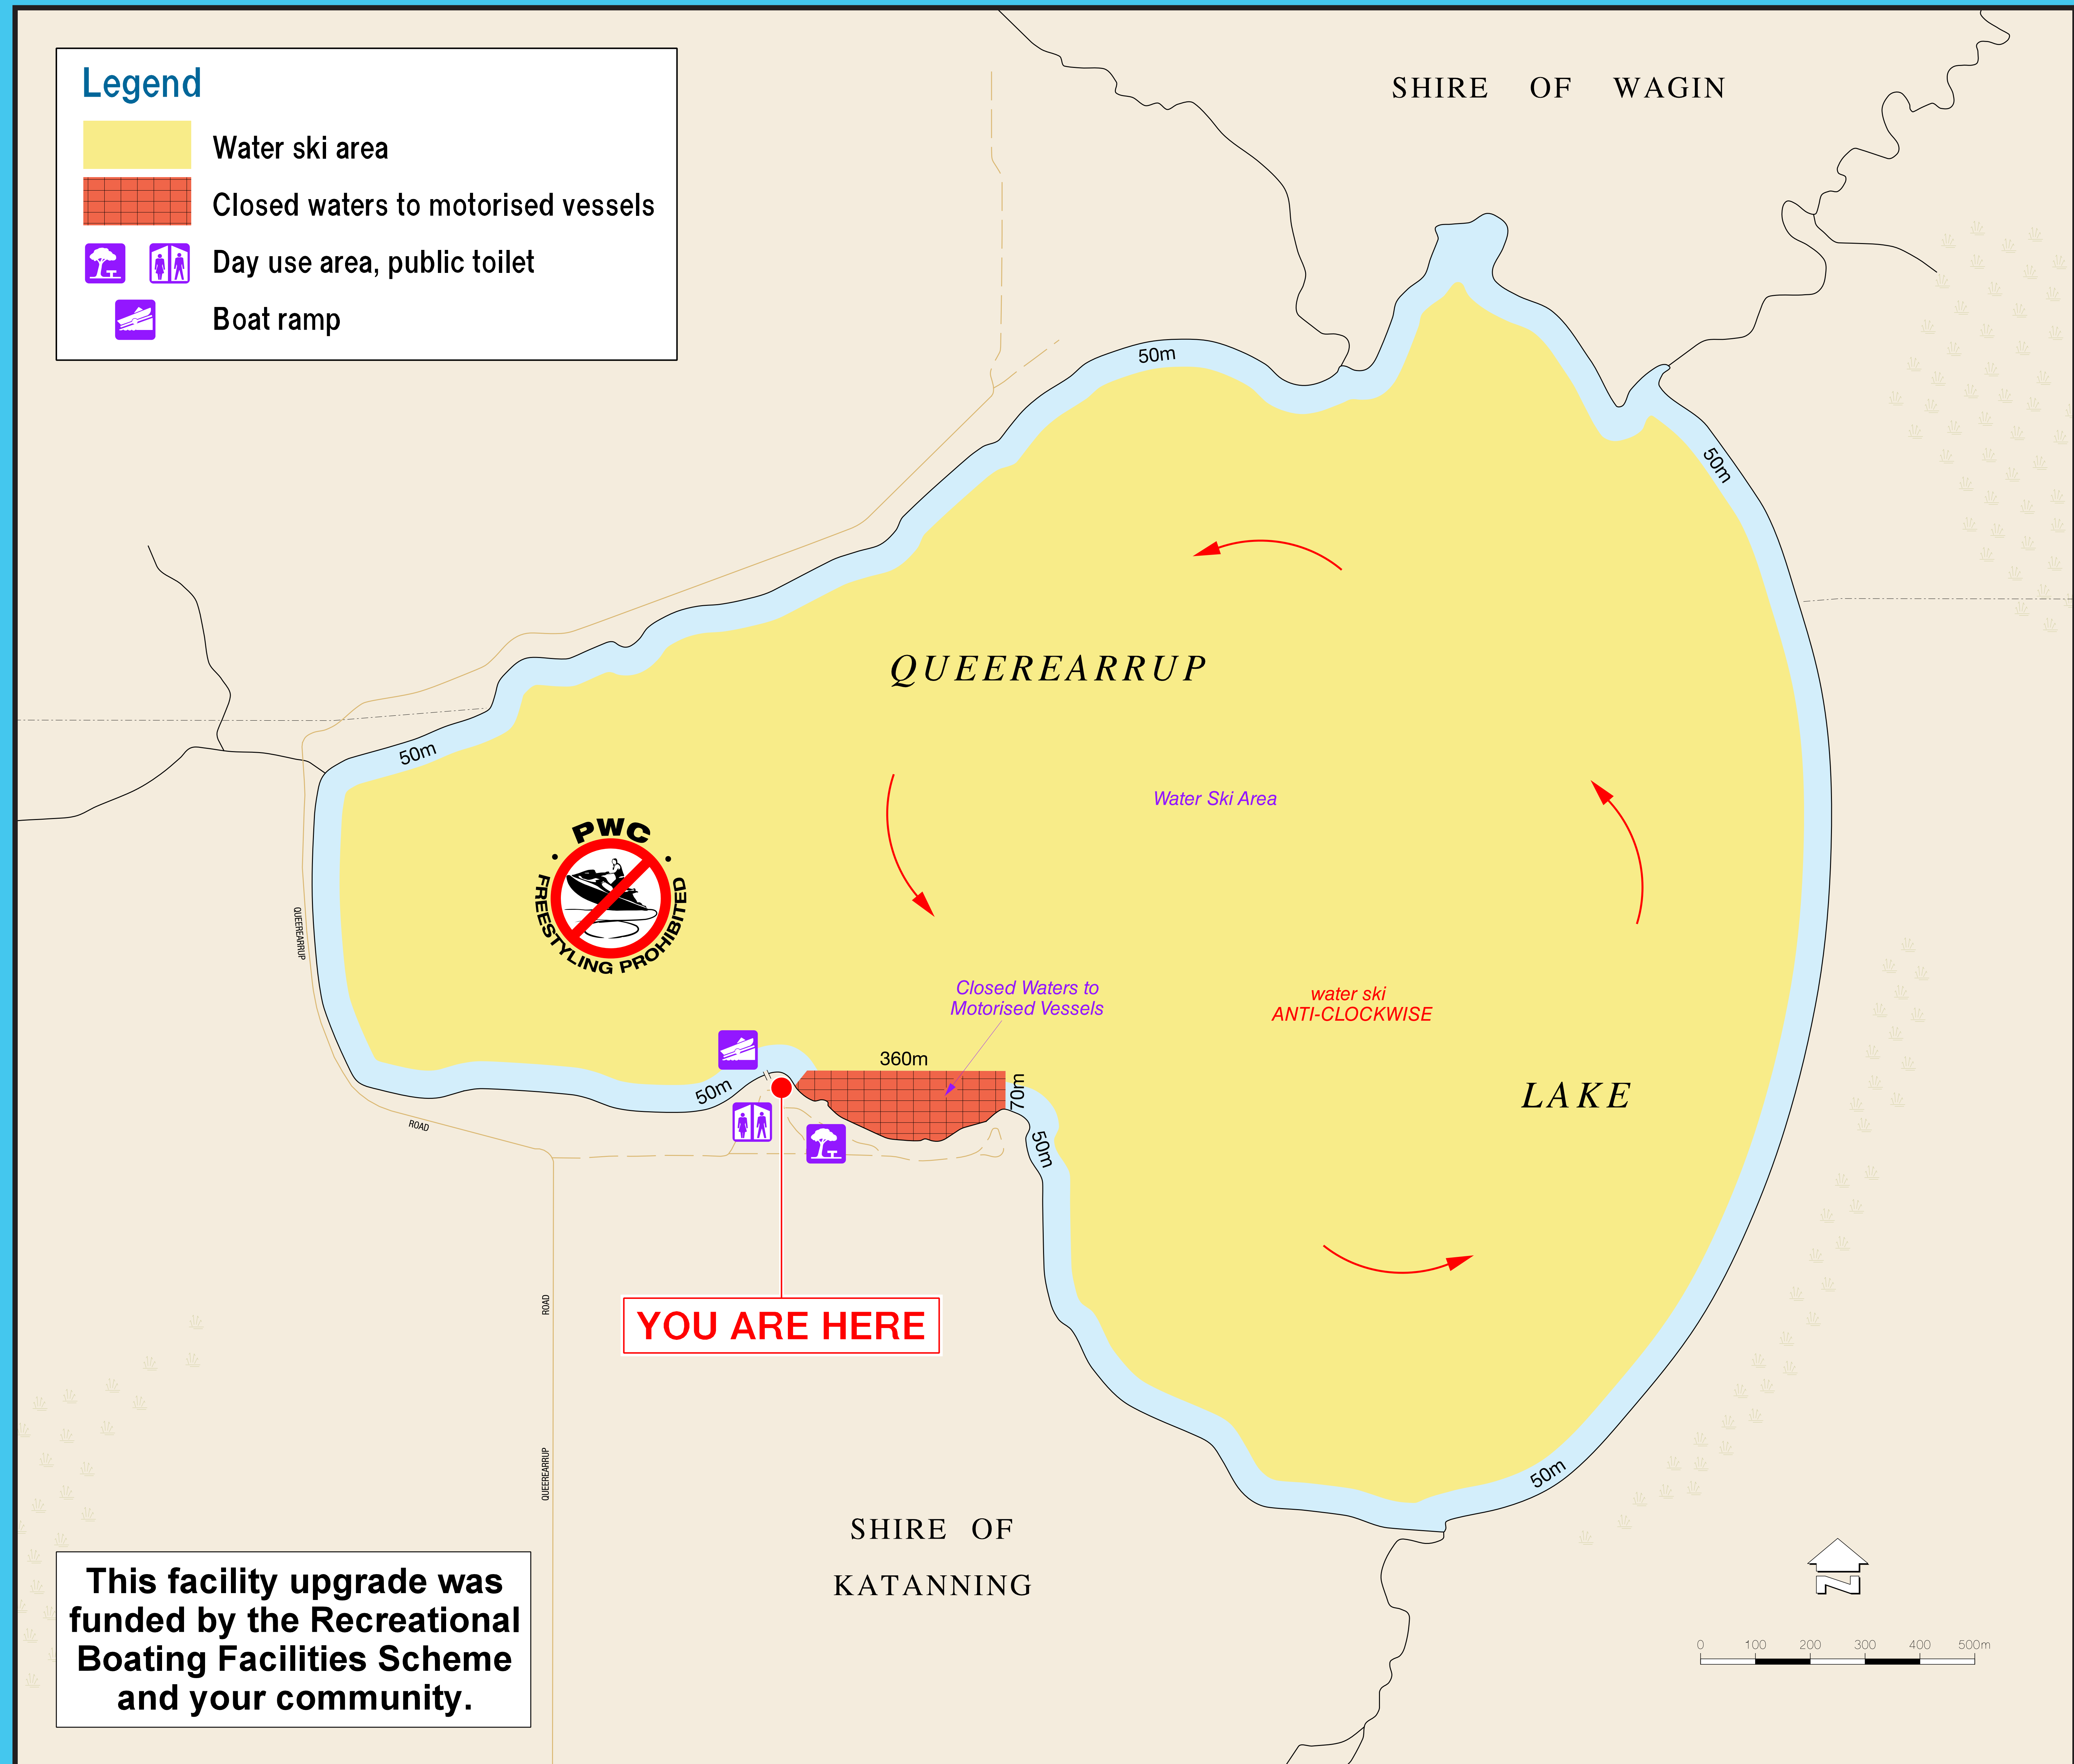 Legend
Water ski area
Closed waters to motorised vessels
Day use area, public toilet
Boat ramp
SHIRE OF WAGIN
50m
50m
QUEEREARRUP
50m
Water Ski Area
PWC
FREESTYLING PROHIBITED
QUEEREARRUP
Closed Waters to
Motorised Vessels
water ski
ANTI-CLOCKWISE
360m
70m
50m
LAKE
ROAD
50m
ROAD
YOU ARE HERE
QUEEREARRUP
50m
SHIRE OF
KATANNING
This facility upgrade was
funded by the Recreational
Boating Facilities Scheme
and your community.
N
0 100 200 300 400 500m